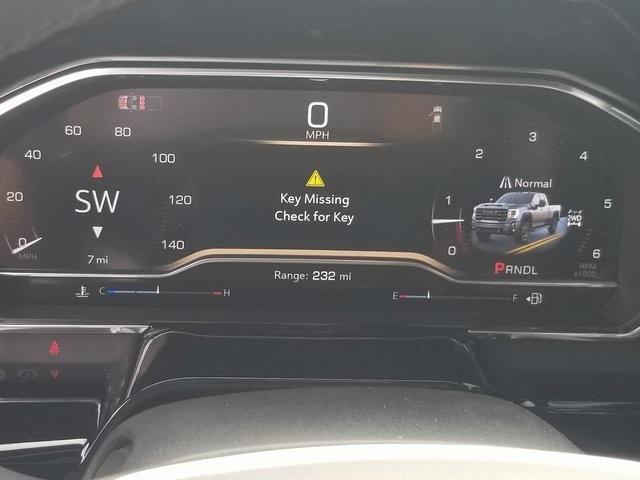 0
MPH
60 80
40 100
20 120
0 140
MPH
SW
7 mi
Key Missing
Check for Key
Range: 232 mi
C H
E F
3
2 4
1 5
0 6
Normal
2WD
PRNDL
RPM
x1000